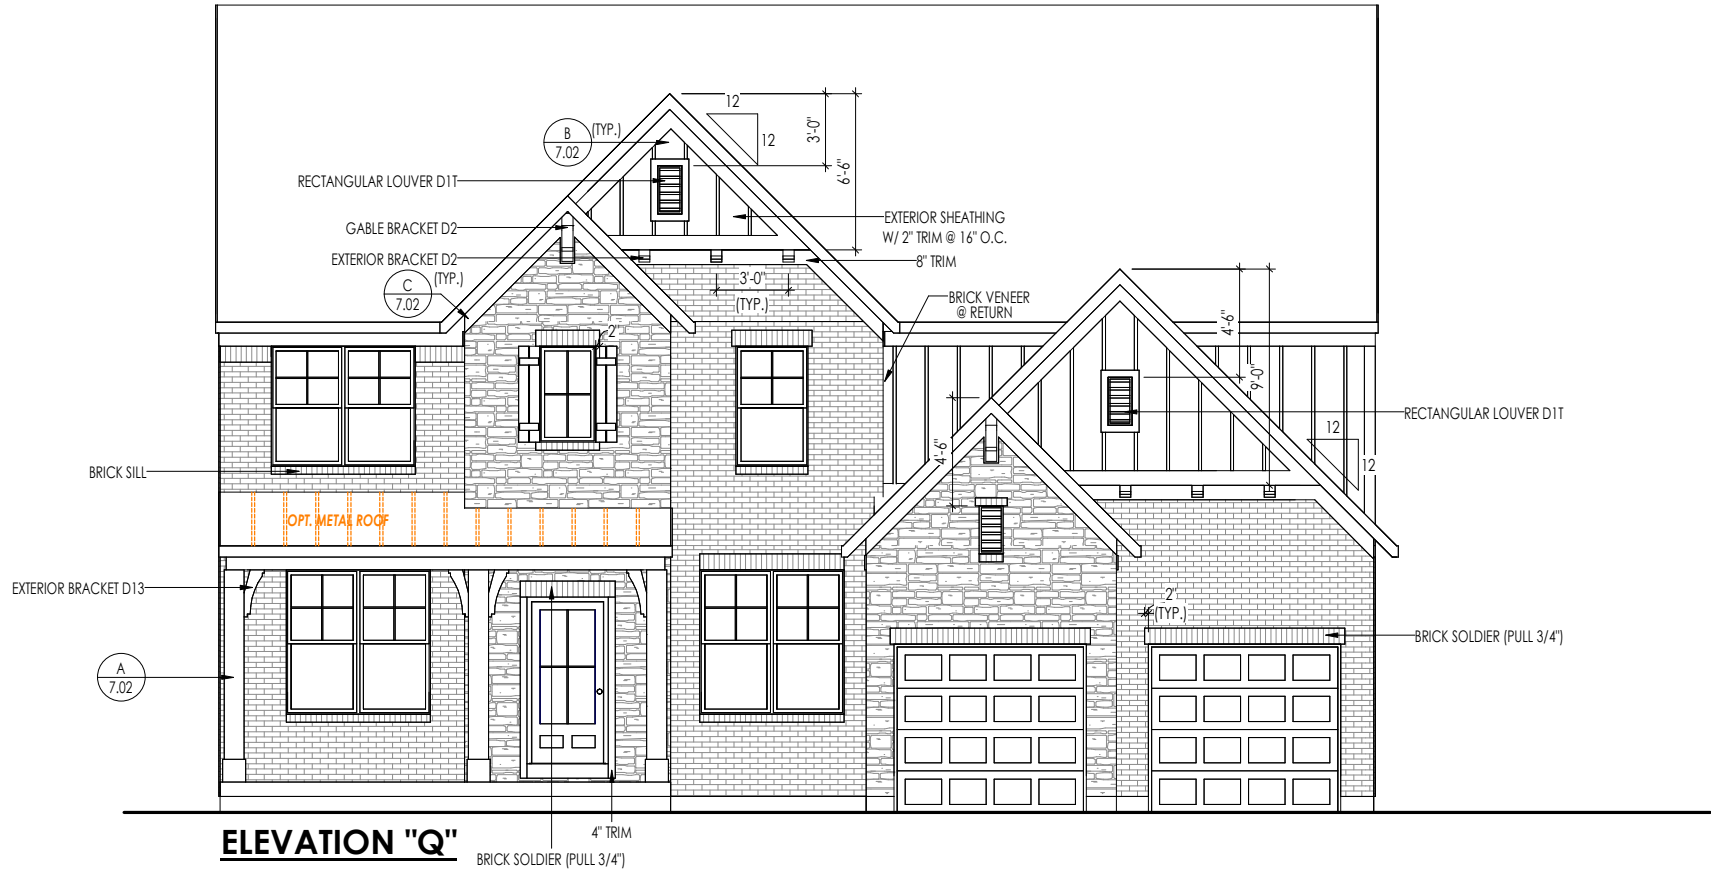 12
12
3'-0"
6'-6"
B
7.02
(TYP.)
RECTANGULAR LOUVER D1T
GABLE BRACKET D2
EXTERIOR BRACKET D2
(TYP.)
C
7.02
EXTERIOR SHEATHING
W/ 2" TRIM @ 16" O.C.
8" TRIM
3'-0"
(TYP.)
BRICK VENEER
@ RETURN
2"
4'-6"
9'-0"
RECTANGULAR LOUVER D1T
12
12
4'-6"
BRICK SILL
OPT. METAL ROOF
EXTERIOR BRACKET D13
2"
(TYP.)
BRICK SOLDIER (PULL 3/4")
A
7.02
4" TRIM
BRICK SOLDIER (PULL 3/4")
ELEVATION "Q"